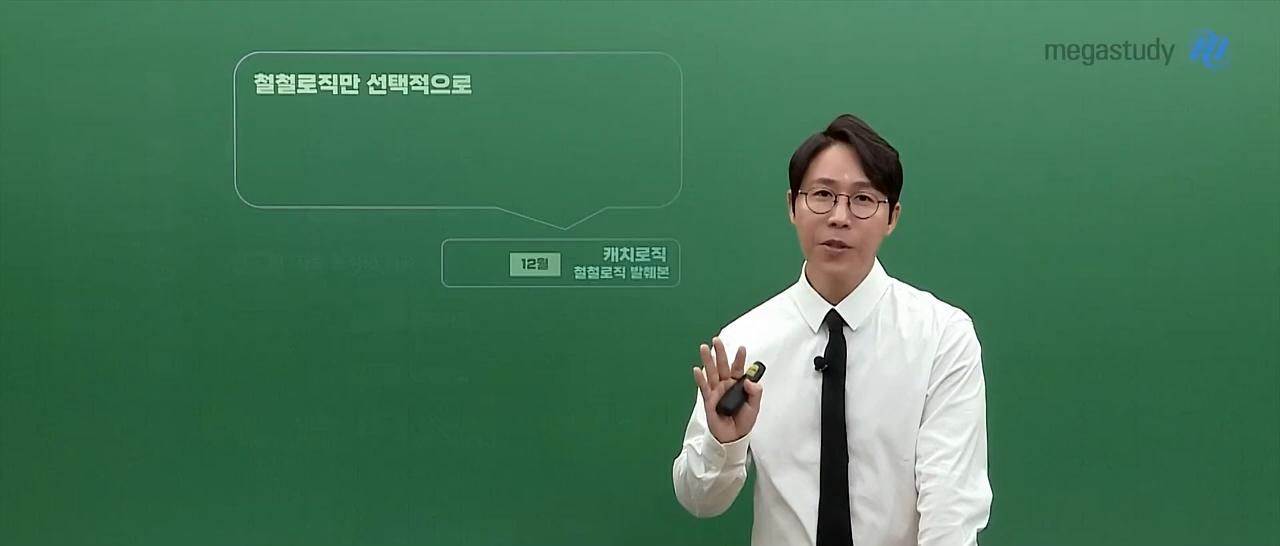 megastudy
철철로직만 선택적으로
12월
캐치로직
철철로직 발췌본